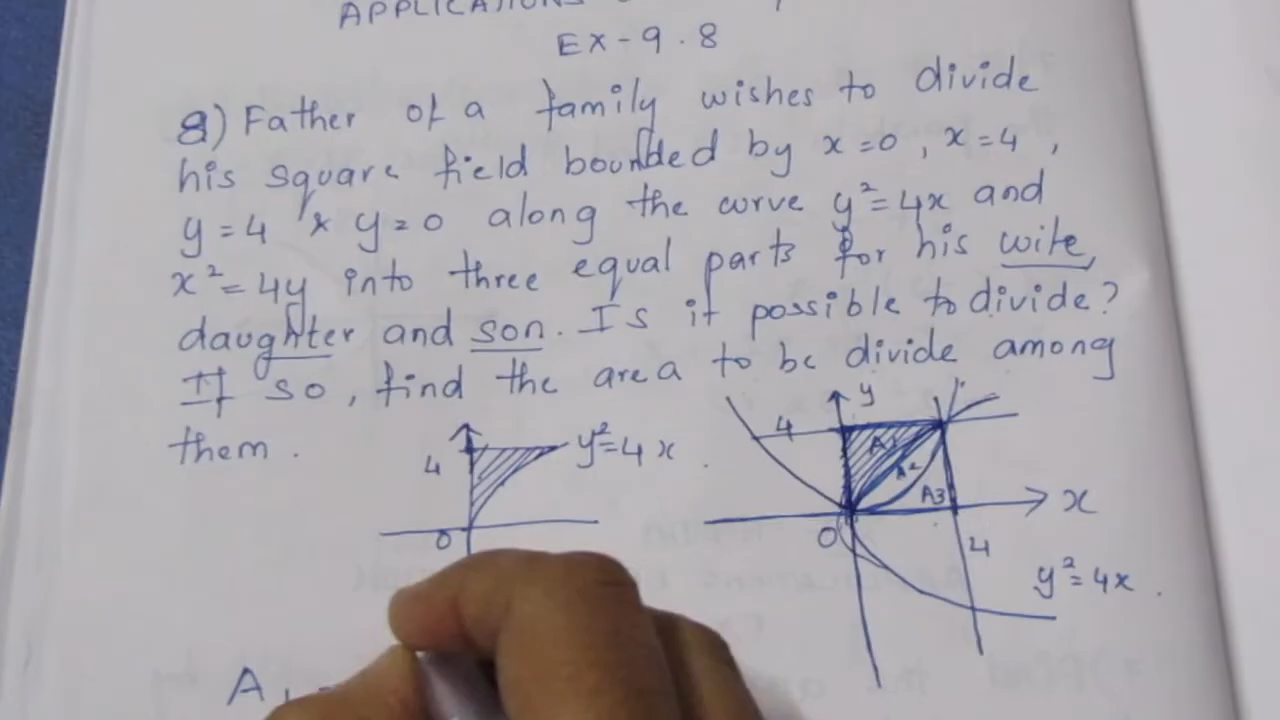 APPLICATIONS
EX-9.8
8) Father of a family wishes to divide
his square field bounded by x=0, x=4,
y=4 & y=0 along the curve y²=4x and
x²=4y into three equal parts for his wife,
daughter and son. Is it possible to divide?
If so, find the area to be divide among
them.
4
y²=4x
0
y
4
A1
A2
A3
x
0
4
y²=4x.
A1=